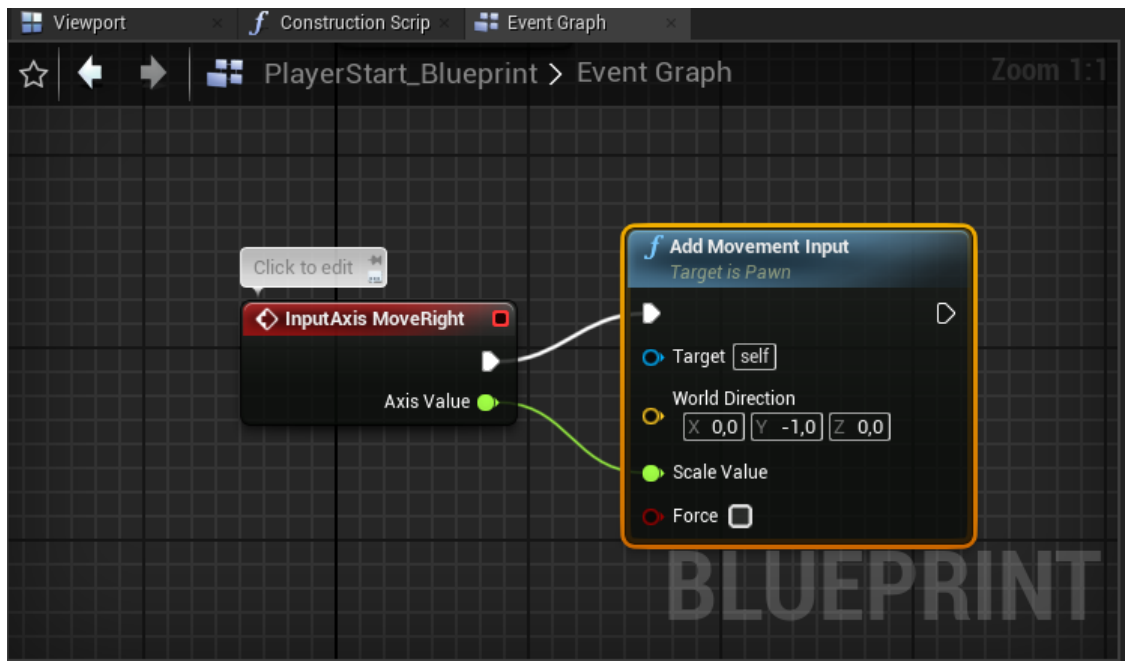 Viewport
Construction Scrip
Event Graph
PlayerStart_Blueprint > Event Graph
Zoom 1:1
Click to edit
InputAxis MoveRight
Axis Value
f Add Movement Input
Target is Pawn
Target self
World Direction
X 0,0 Y -1,0 Z 0,0
Scale Value
Force
BLUEPRINT